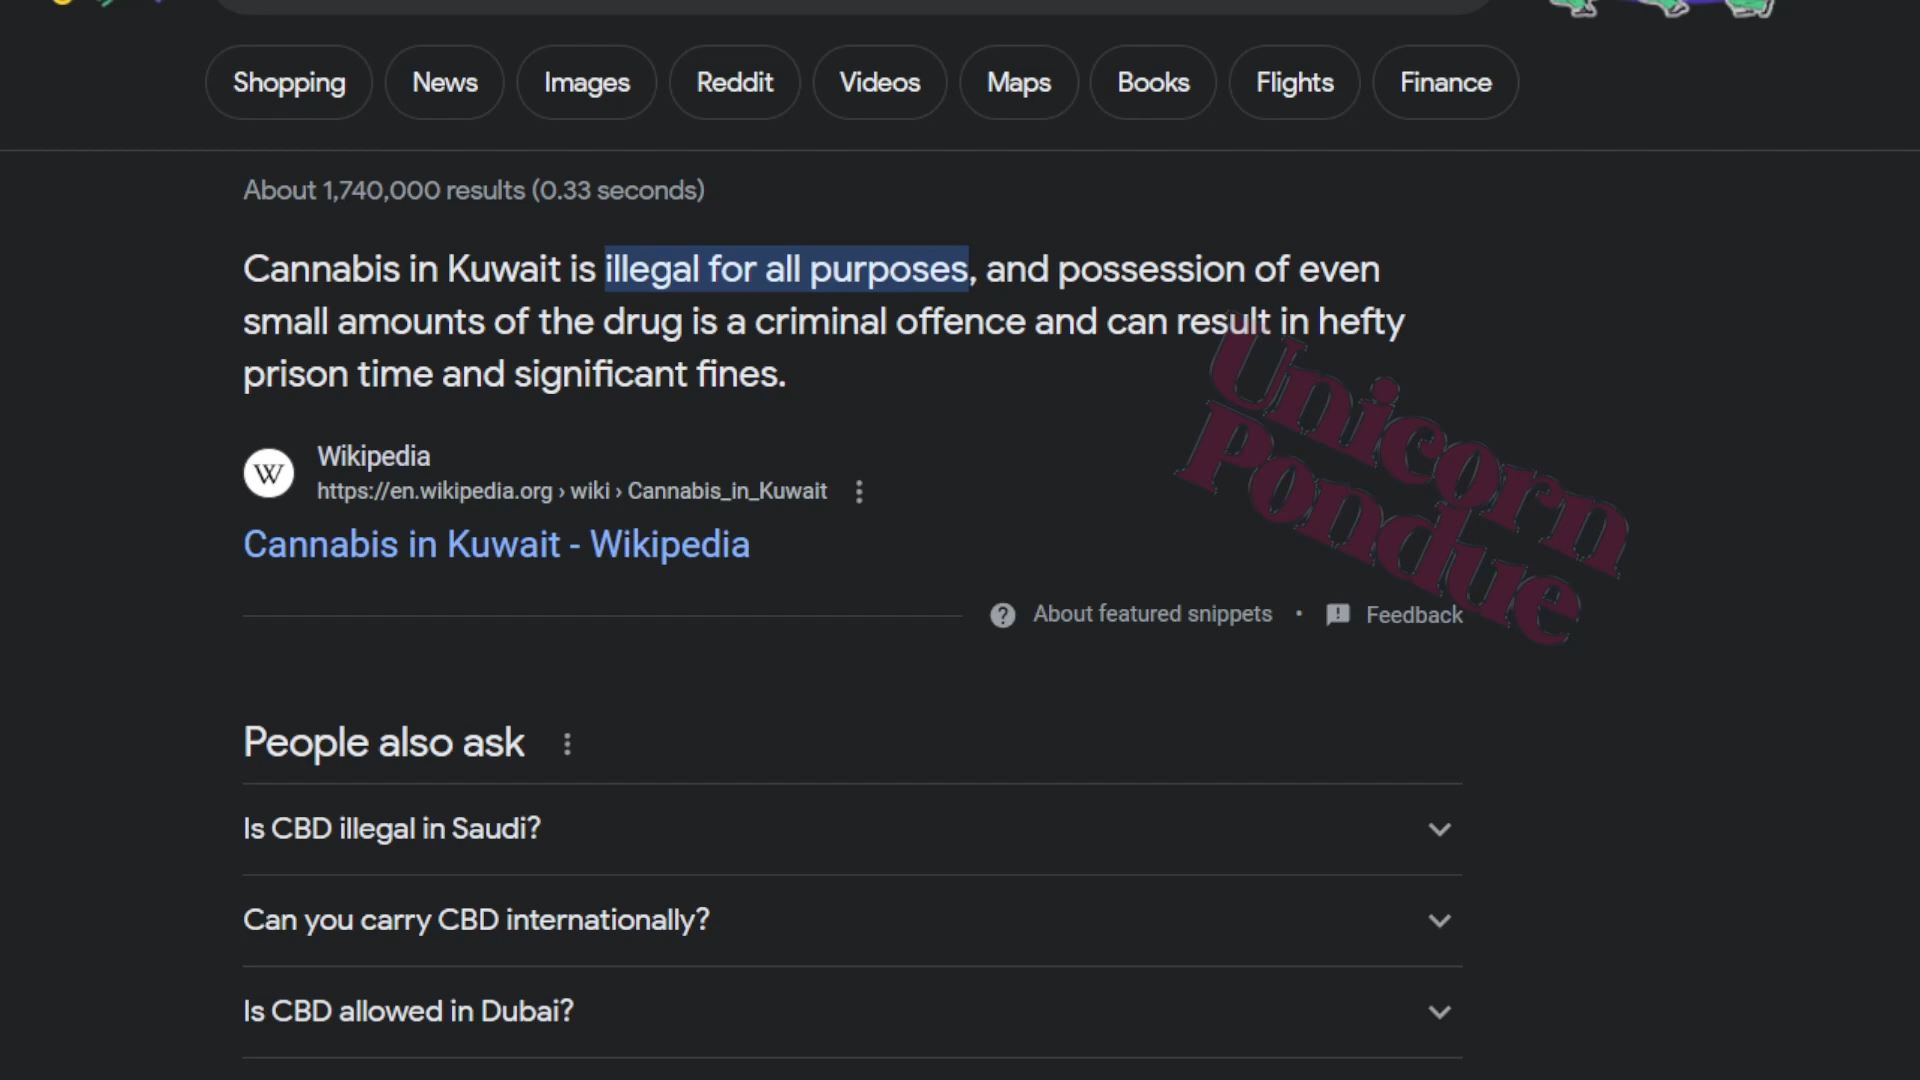 Shopping
News
Images
Reddit
Videos
Maps
Books
Flights
Finance
About 1,740,000 results (0.33 seconds)
Cannabis in Kuwait is illegal for all purposes, and possession of even
small amounts of the drug is a criminal offence and can result in hefty
prison time and significant fines.
W
Wikipedia
https://en.wikipedia.org › wiki › Cannabis_in_Kuwait
Cannabis in Kuwait - Wikipedia
Unicorn
Pondue
About featured snippets • Feedback
People also ask
Is CBD illegal in Saudi?
Can you carry CBD internationally?
Is CBD allowed in Dubai?